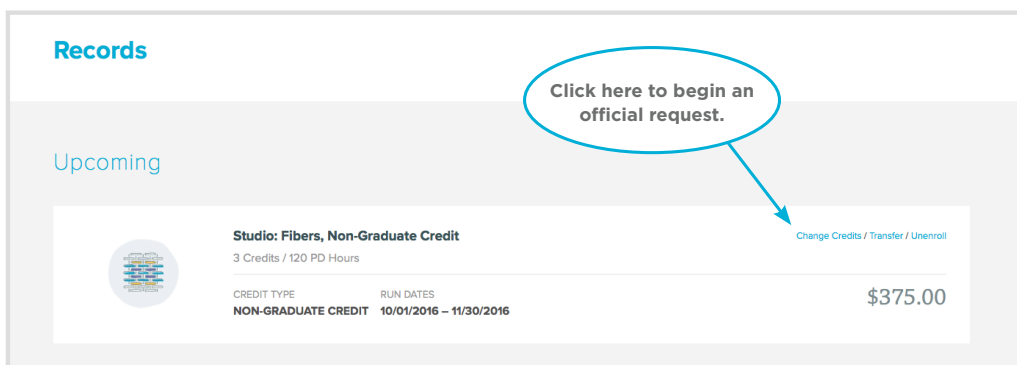 Records
Click here to begin an
official request.
Upcoming
Studio: Fibers, Non-Graduate Credit
Change Credits / Transfer / Unenroll
3 Credits / 120 PD Hours
CREDIT TYPE RUN DATES
$375.00
NON-GRADUATE CREDIT 10/01/2016 – 11/30/2016